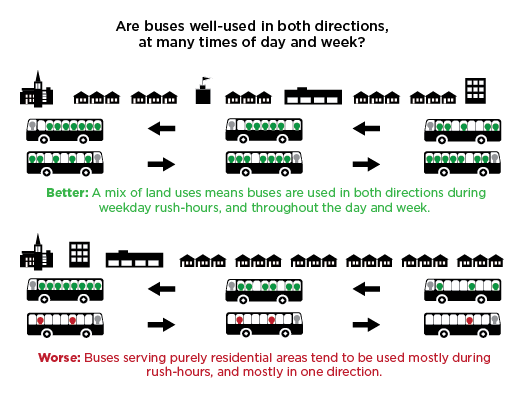 Are buses well-used in both directions,
at many times of day and week?
Better: A mix of land uses means buses are used in both directions during
weekday rush-hours, and throughout the day and week.
Worse: Buses serving purely residential areas tend to be used mostly during
rush-hours, and mostly in one direction.